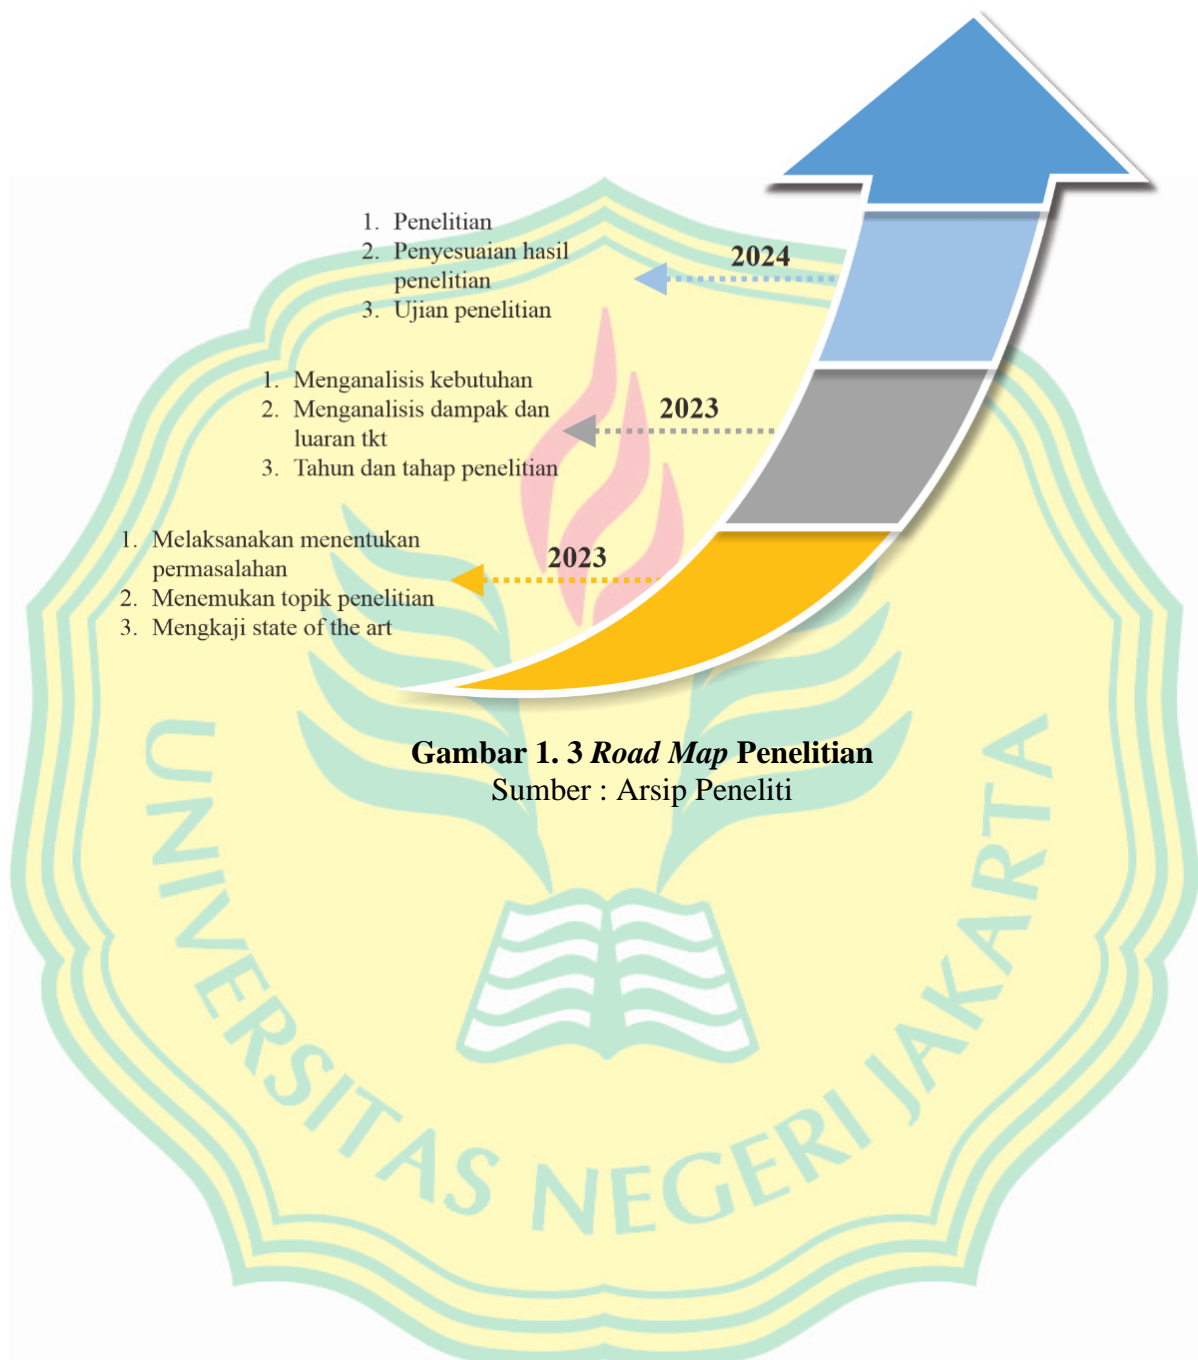 1. Penelitian
2. Penyesuaian hasil
penelitian
3. Ujian penelitian
2024
1. Menganalisis kebutuhan
2. Menganalisis dampak dan
luaran tkt
3. Tahun dan tahap penelitian
2023
1. Melaksanakan menentukan
permasalahan
2. Menemukan topik penelitian
3. Mengkaji state of the art
2023
Gambar 1. 3 Road Map Penelitian
Sumber : Arsip Peneliti
UNIVERSITAS NEGERI JAKARTA